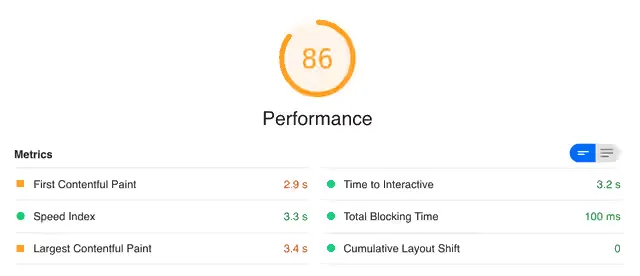 86
Performance
Metrics
First Contentful Paint 2.9 s
Time to Interactive 3.2 s
Speed Index 3.3 s
Total Blocking Time 100 ms
Largest Contentful Paint 3.4 s
Cumulative Layout Shift 0